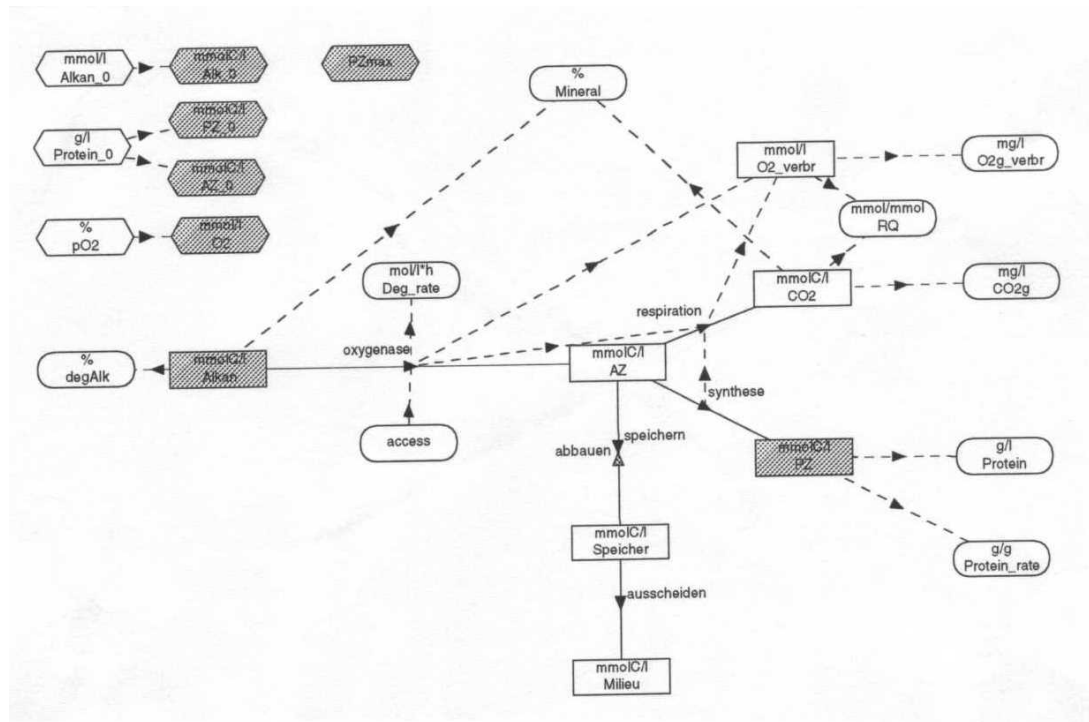 mmol/l
Alkan_0
mmolC/l
Alk_0
PZmax
%
Mineral
g/l
Protein_0
mmolC/l
PZ_0
mmolC/l
AZ_0
mmol/l
O2_verbr
mg/l
O2g_verbr
mmol/mmol
RQ
%
pO2
mmol/l
O2
mol/l*h
Deg_rate
mmolC/l
CO2
mg/l
CO2g
respiration
oxygenase
%
degAlk
mmolC/l
Alkan
mmolC/l
AZ
synthese
access
speichern
abbauen
mmolC/l
PZ
g/l
Protein
mmolC/l
Speicher
g/g
Protein_rate
ausscheiden
mmolC/l
Milieu